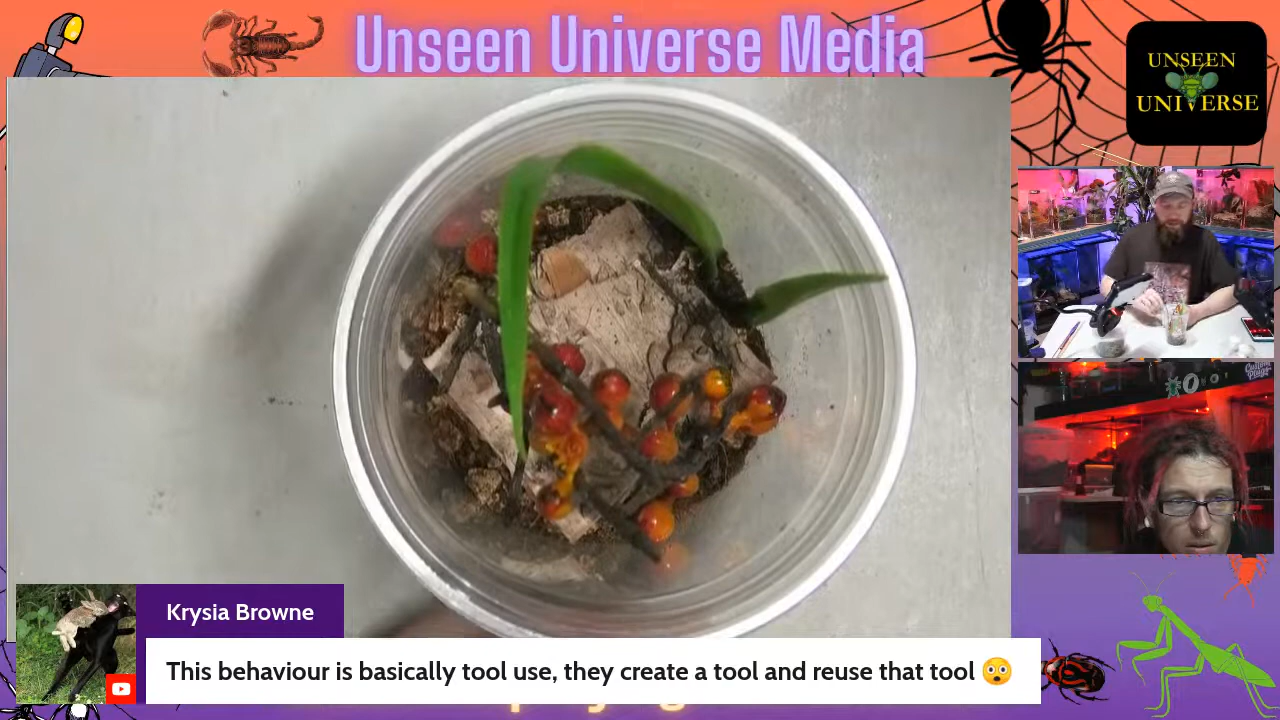 Unseen Universe Media
UNSEEN
UNIVERSE
Krysia Browne
This behaviour is basically tool use, they create a tool and reuse that tool 😲